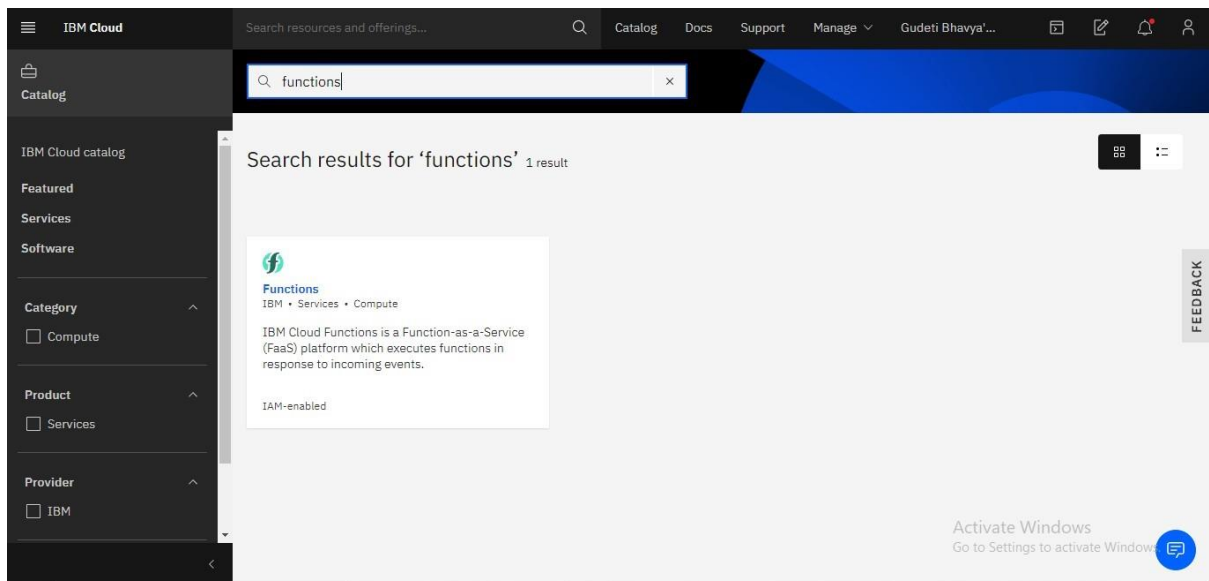 IBM Cloud
Search resources and offerings...
Catalog
Docs
Support
Manage
Gudeti Bhavya'...
Catalog
functions
IBM Cloud catalog
Featured
Services
Software
Category
Compute
Product
Services
Provider
IBM
Search results for ‘functions’ 1 result
Functions
IBM • Services • Compute
IBM Cloud Functions is a Function-as-a-Service
(FaaS) platform which executes functions in
response to incoming events.
IAM-enabled
FEEDBACK
Activate Windows
Go to Settings to activate Windows